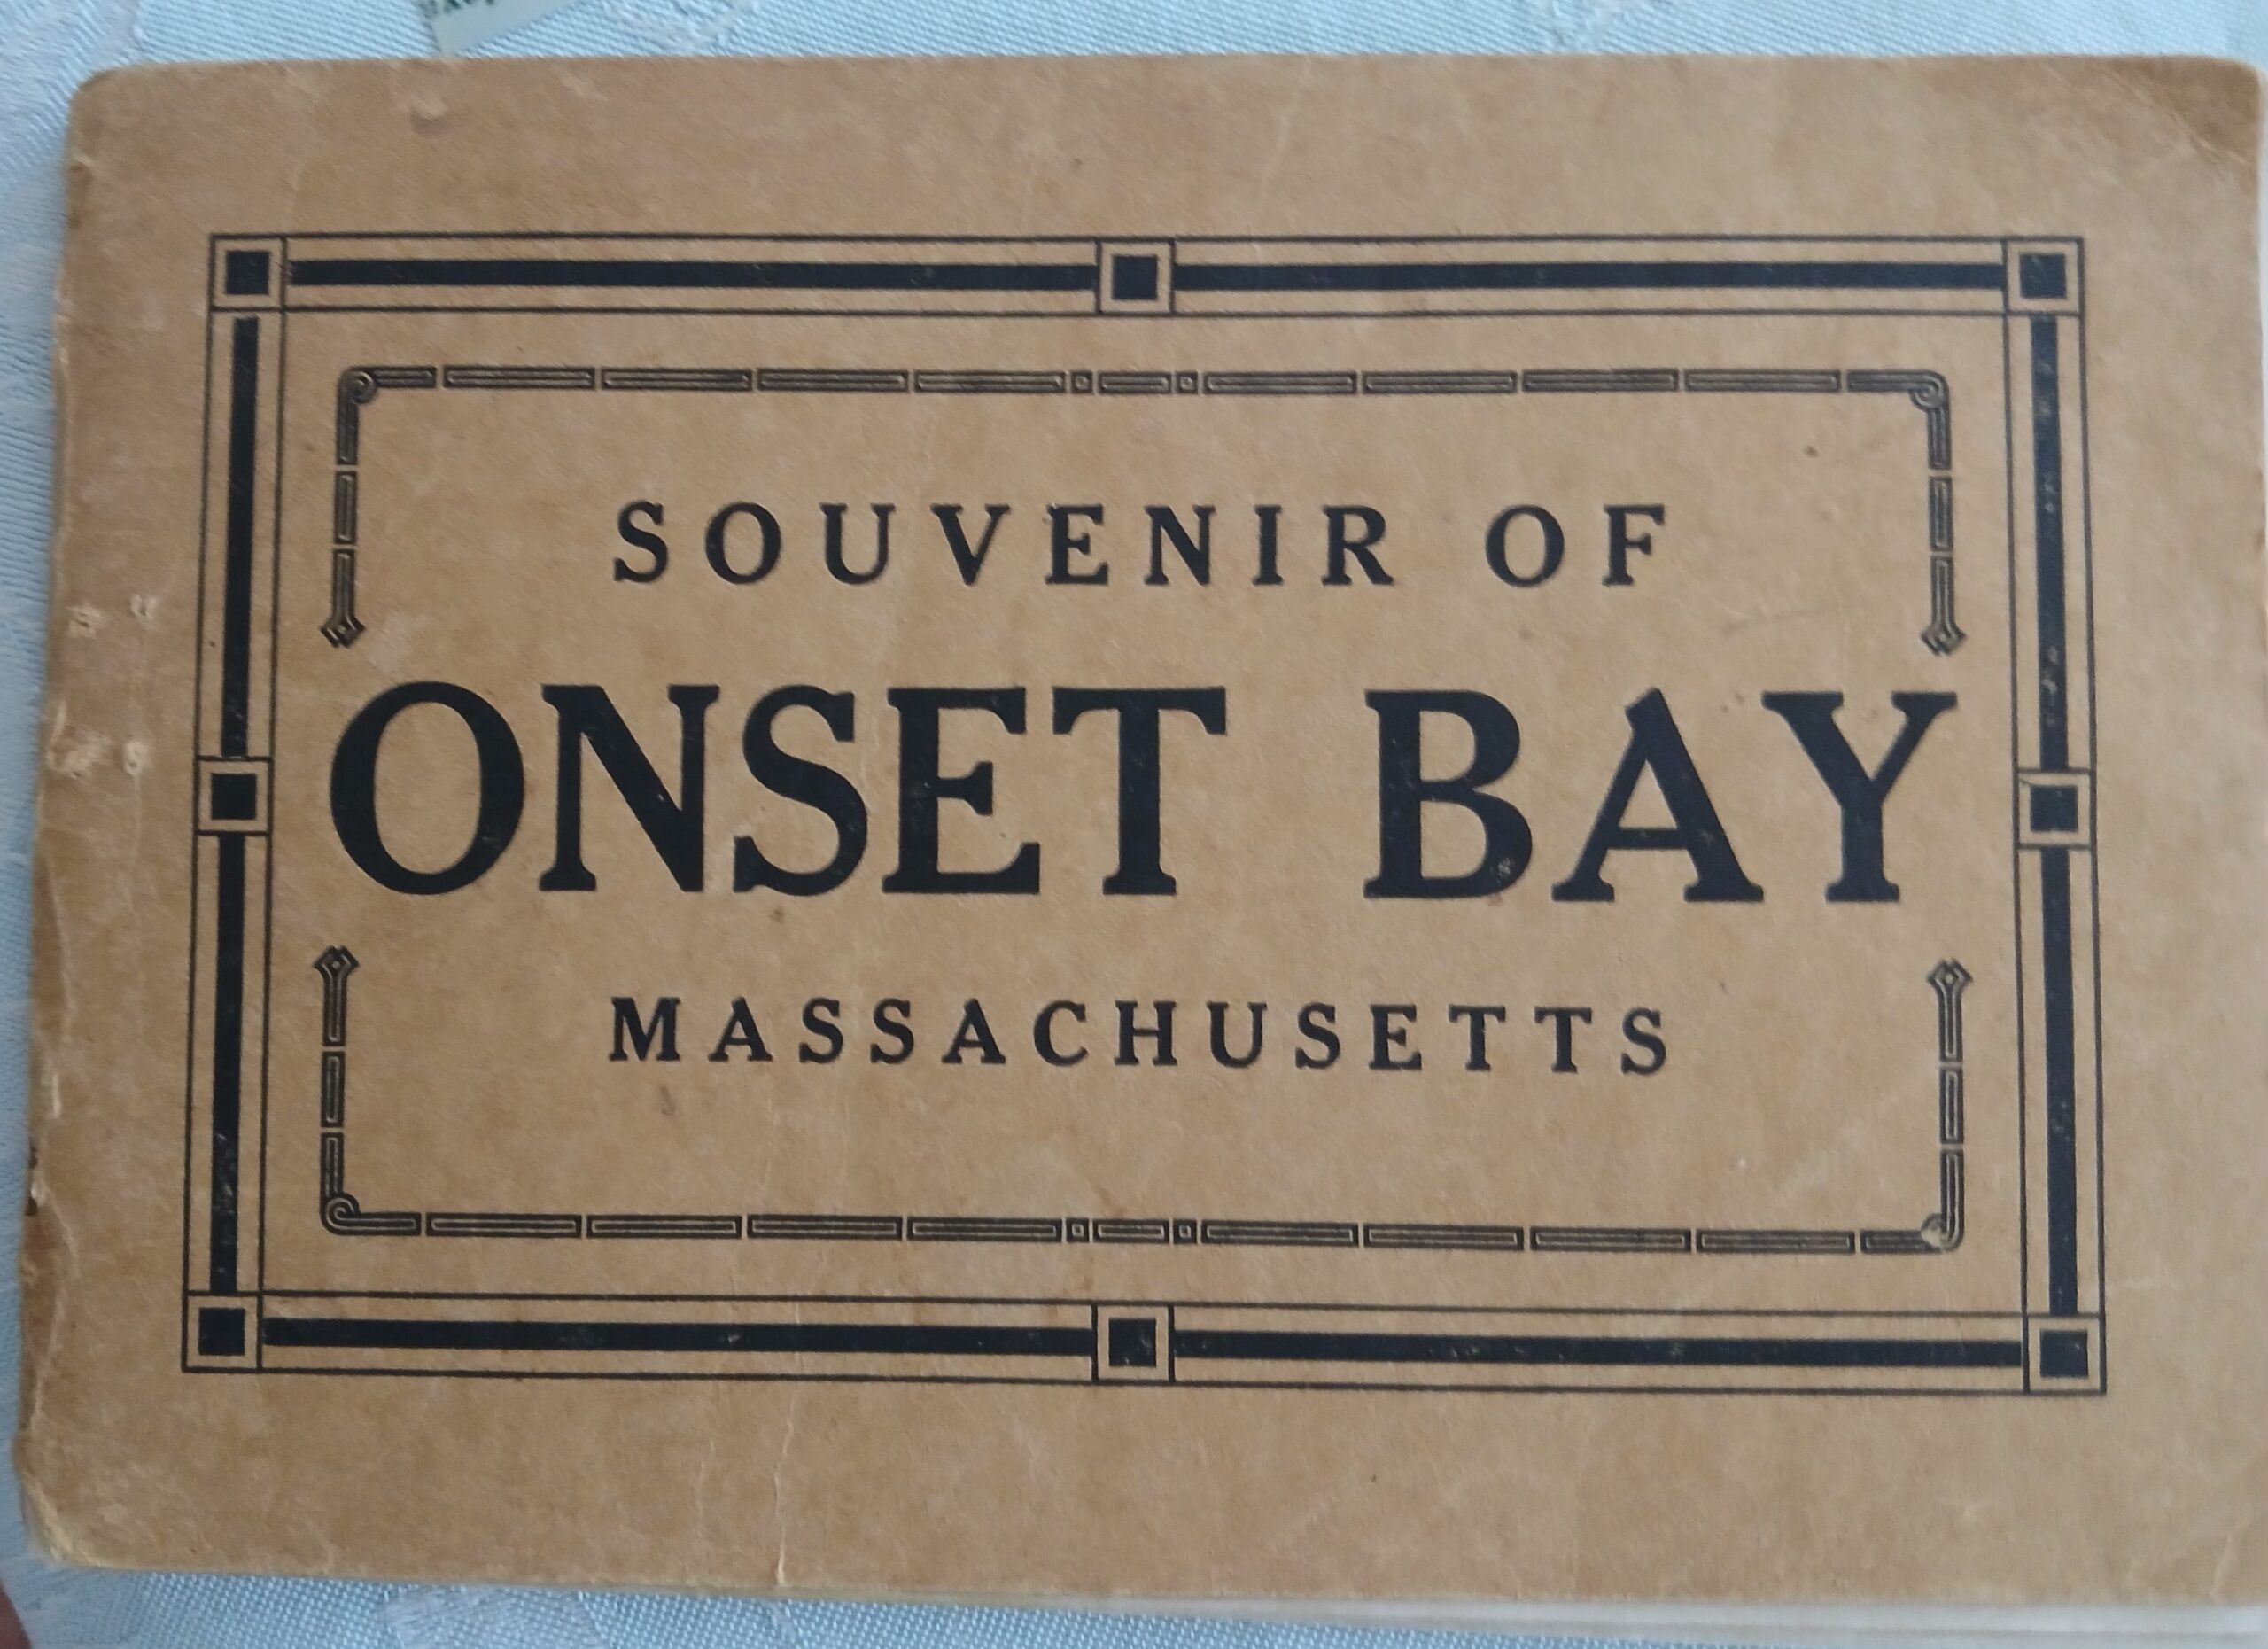 SOUVENIR OF
ONSET BAY
MASSACHUSETTS